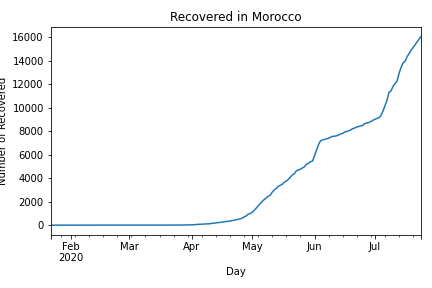 Recovered in Morocco
16000
14000
12000
10000
8000
6000
4000
2000
0
Number of Recovered
Feb
2020
Mar
Apr
May
Jun
Jul
Day